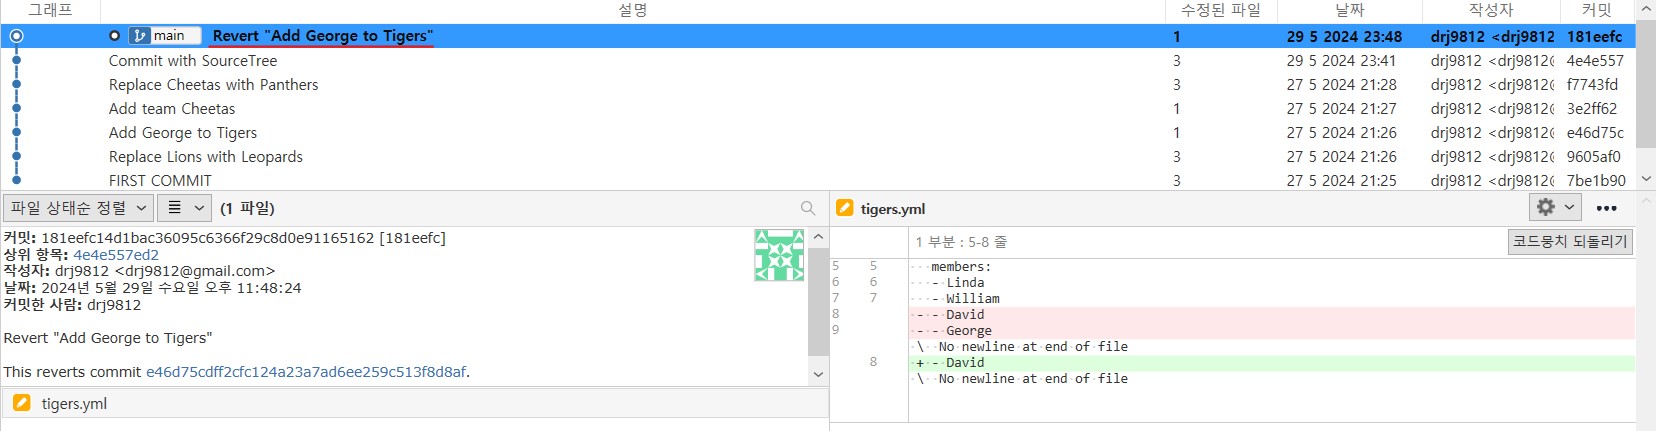 그래프 설명 수정된 파일 날짜 작성자 커밋
main Revert "Add George to Tigers" 1 29 5 2024 23:48 drj9812 <drj9812 181eefc
Commit with SourceTree 3 29 5 2024 23:41 drj9812 <drj9812@ 4e4e557
Replace Cheetas with Panthers 3 27 5 2024 21:28 drj9812 <drj9812@ f7743fd
Add team Cheetas 1 27 5 2024 21:27 drj9812 <drj9812@ 3e2ff62
Add George to Tigers 1 27 5 2024 21:26 drj9812 <drj9812@ e46d75c
Replace Lions with Leopards 3 27 5 2024 21:26 drj9812 <drj9812@ 9605af0
FIRST COMMIT 3 27 5 2024 21:25 drj9812 <drj9812@ 7be1b90
파일 상태순 정렬 (1 파일)
커밋: 181eefc14d1bac36095c6366f29c8d0e91165162 [181eefc]
상위 항목: 4e4e557ed2
작성자: drj9812 <drj9812@gmail.com>
날짜: 2024년 5월 29일 수요일 오후 11:48:24
커밋한 사람: drj9812
Revert "Add George to Tigers"
This reverts commit e46d75cdff2cfc124a23a7ad6ee259c513f8d8af.
tigers.yml
tigers.yml •••
1 부분 : 5-8 줄 코드뭉치 되돌리기
5 5 members:
6 6 - Linda
7 7 - William
8 - - David
9 - - George
\ No newline at end of file
8 + - David
\ No newline at end of file